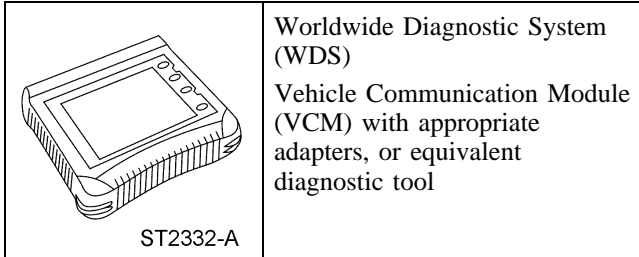 Worldwide Diagnostic System
(WDS)
Vehicle Communication Module
(VCM) with appropriate
adapters, or equivalent
diagnostic tool
ST2332-A